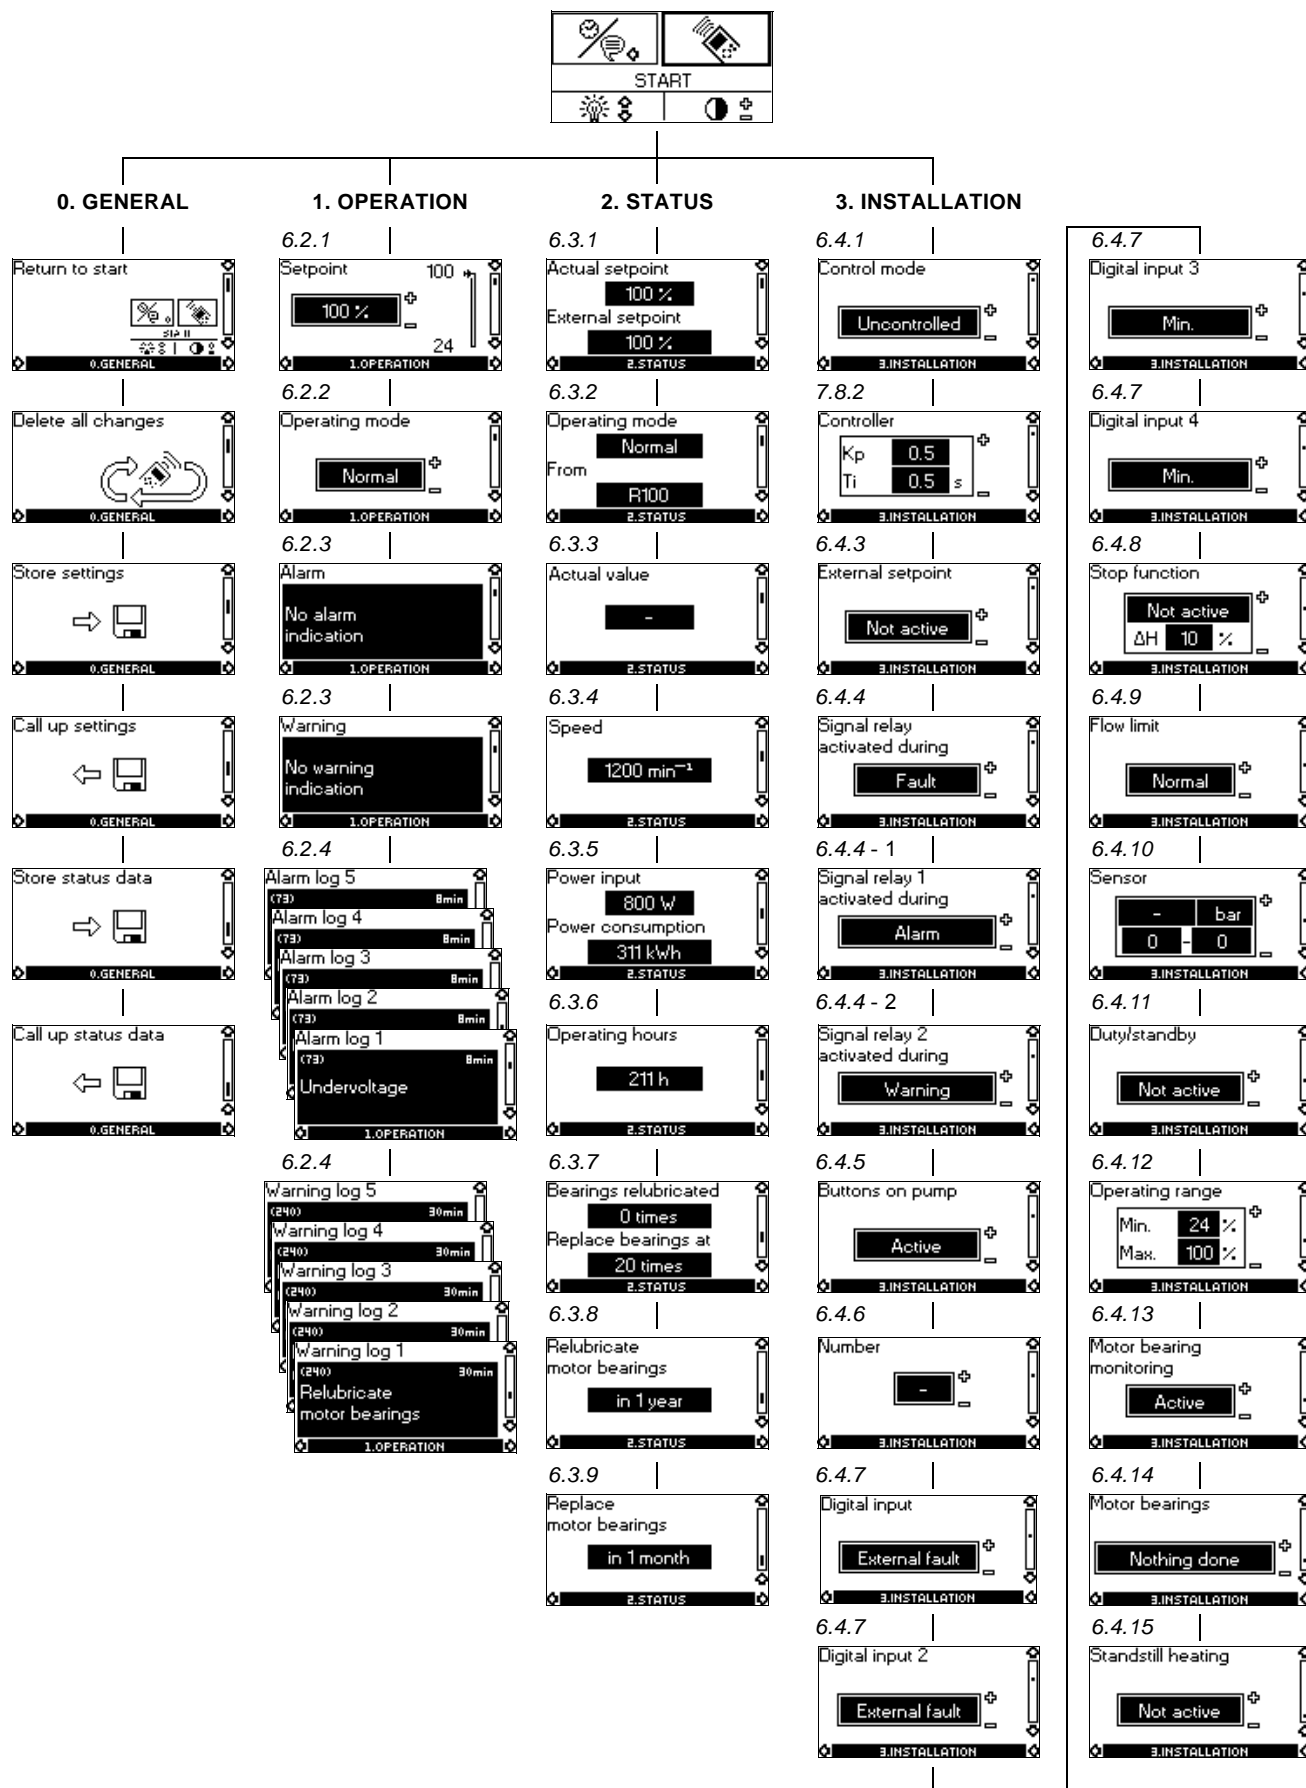 START
0. GENERAL
Return to start
START
0.GENERAL
Delete all changes
0.GENERAL
Store settings
0.GENERAL
Call up settings
0.GENERAL
Store status data
0.GENERAL
Call up status data
0.GENERAL
1. OPERATION
6.2.1
Setpoint
100
100 %
24
1.OPERATION
6.2.2
Operating mode
Normal
1.OPERATION
6.2.3
Alarm
No alarm
indication
1.OPERATION
6.2.3
Warning
No warning
indication
1.OPERATION
6.2.4
Alarm log 5
(73) 8min
Alarm log 4
(73) 8min
Alarm log 3
(73) 8min
Alarm log 2
(73) 8min
Alarm log 1
(73) 8min
Undervoltage
1.OPERATION
6.2.4
Warning log 5
(240) 30min
Warning log 4
(240) 30min
Warning log 3
(240) 30min
Warning log 2
(240) 30min
Warning log 1
(240) 30min
Relubricate
motor bearings
1.OPERATION
2. STATUS
6.3.1
Actual setpoint
100 %
External setpoint
100 %
2.STATUS
6.3.2
Operating mode
Normal
From
R100
2.STATUS
6.3.3
Actual value
-
2.STATUS
6.3.4
Speed
1200 min⁻¹
2.STATUS
6.3.5
Power input
800 W
Power consumption
311 kWh
2.STATUS
6.3.6
Operating hours
211 h
2.STATUS
6.3.7
Bearings relubricated
0 times
Replace bearings at
20 times
2.STATUS
6.3.8
Relubricate
motor bearings
in 1 year
2.STATUS
6.3.9
Replace
motor bearings
in 1 month
2.STATUS
3. INSTALLATION
6.4.1
Control mode
Uncontrolled
3.INSTALLATION
7.8.2
Controller
Kp 0.5
Ti 0.5 s
3.INSTALLATION
6.4.3
External setpoint
Not active
3.INSTALLATION
6.4.4
Signal relay
activated during
Fault
3.INSTALLATION
6.4.4 - 1
Signal relay 1
activated during
Alarm
3.INSTALLATION
6.4.4 - 2
Signal relay 2
activated during
Warning
3.INSTALLATION
6.4.5
Buttons on pump
Active
3.INSTALLATION
6.4.6
Number
-
3.INSTALLATION
6.4.7
Digital input
External fault
3.INSTALLATION
6.4.7
Digital input 2
External fault
3.INSTALLATION
6.4.7
Digital input 3
Min.
3.INSTALLATION
6.4.7
Digital input 4
Min.
3.INSTALLATION
6.4.8
Stop function
Not active
ΔH 10 %
3.INSTALLATION
6.4.9
Flow limit
Normal
3.INSTALLATION
6.4.10
Sensor
- bar
0 - 0
3.INSTALLATION
6.4.11
Duty/standby
Not active
3.INSTALLATION
6.4.12
Operating range
Min. 24 %
Max. 100 %
3.INSTALLATION
6.4.13
Motor bearing
monitoring
Active
3.INSTALLATION
6.4.14
Motor bearings
Nothing done
3.INSTALLATION
6.4.15
Standstill heating
Not active
3.INSTALLATION